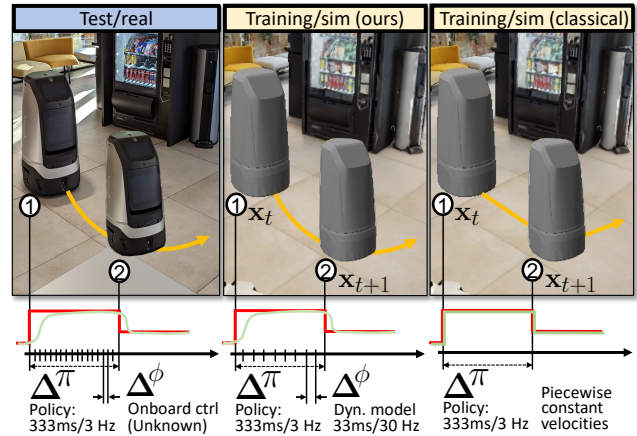 Test/real
Training/sim (ours)
Training/sim (classical)
1
x_t
1
x_t
1
2
2
x_{t+1}
2
x_{t+1}
Δ^π
Δ^ϕ
Δ^π
Δ^ϕ
Δ^π
Policy:
333ms/3 Hz
Onboard ctrl
(Unknown)
Policy:
333ms/3 Hz
Dyn. model
33ms/30 Hz
Policy:
333ms/3 Hz
Piecewise
constant
velocities